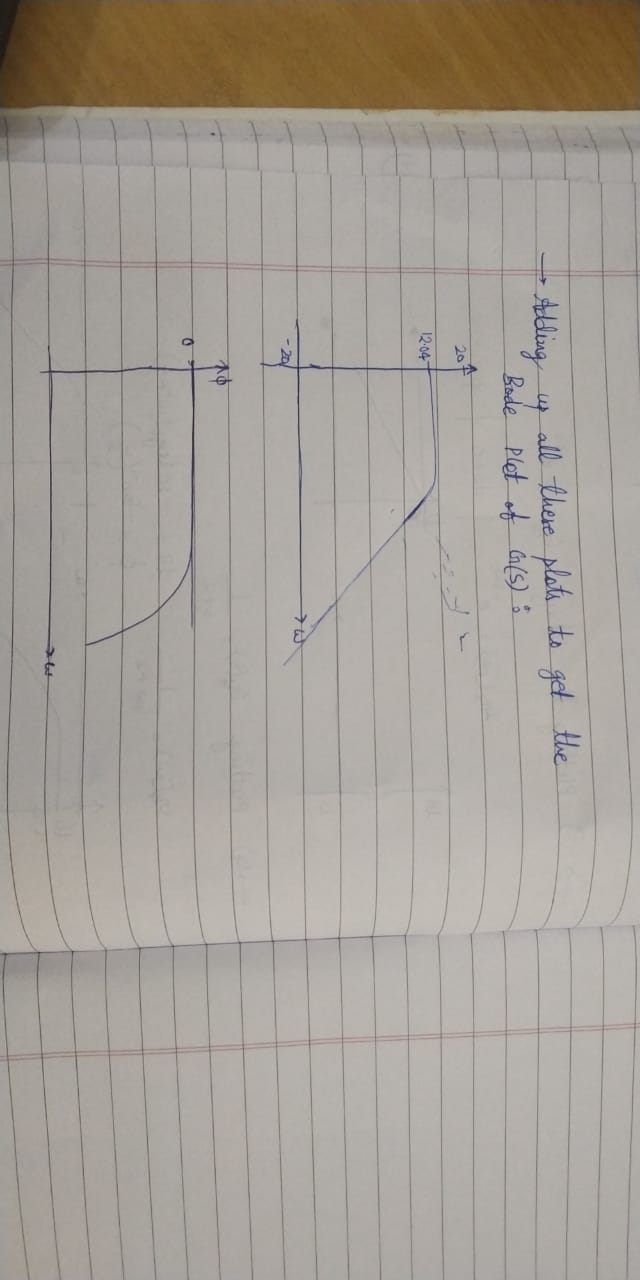 → Adding up all these plots to get the
Bode Plot of G(s) :
20
12.04
-20
→ ω
ϕ
0
→ ω